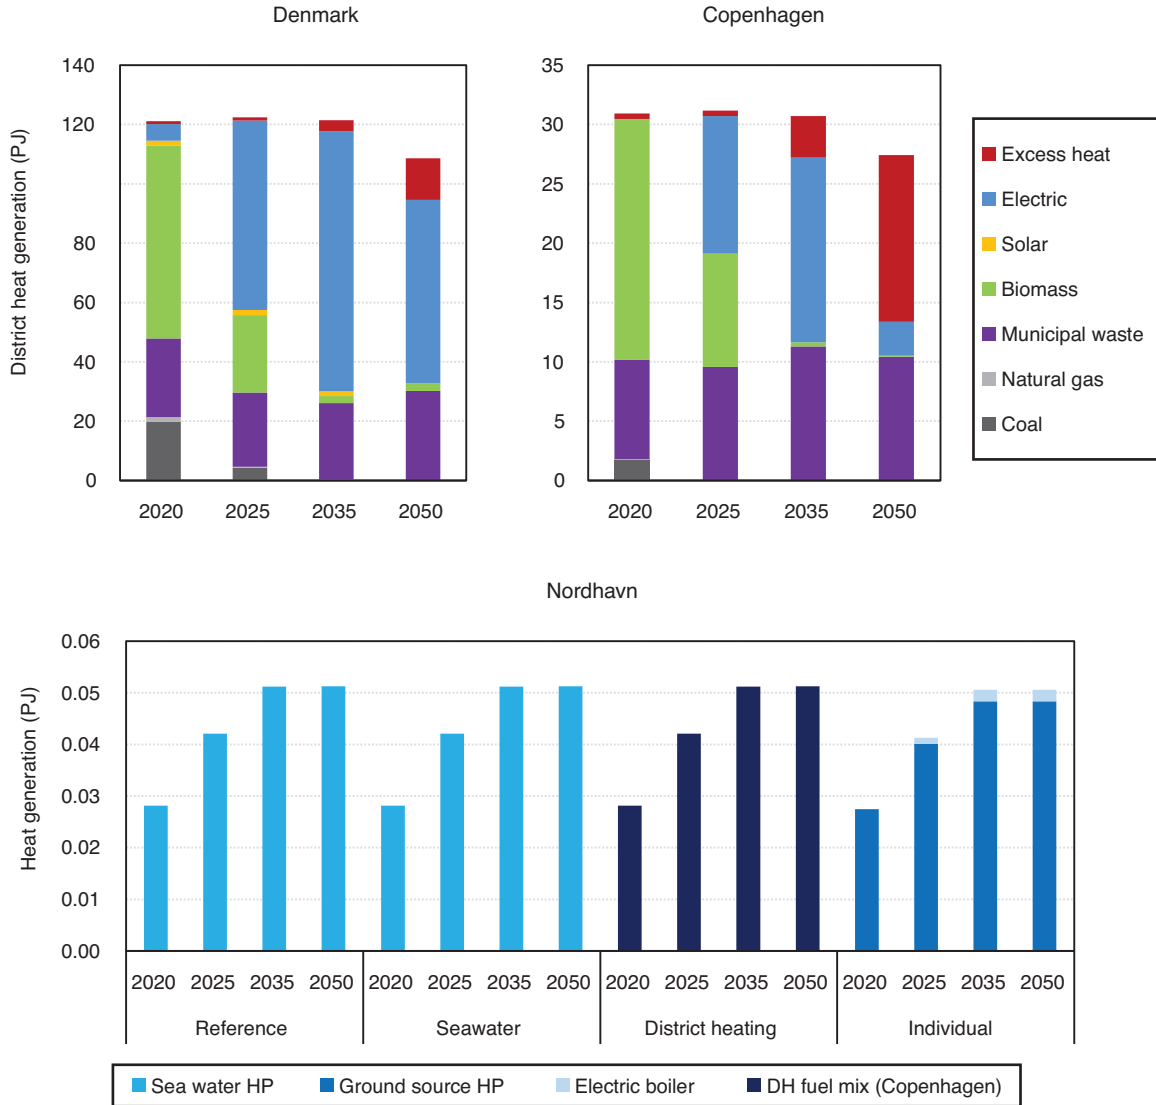 Denmark
Copenhagen
District heat generation (PJ)
140
120
80
60
40
20
0
2020 2025 2035 2050
35
30
25
20
15
10
5
0
2020 2025 2035 2050
Excess heat
Electric
Solar
Biomass
Municipal waste
Natural gas
Coal
Nordhavn
Heat generation (PJ)
0.06
0.05
0.04
0.03
0.02
0.01
0.00
2020 2025 2035 2050 2020 2025 2035 2050 2020 2025 2035 2050 2020 2025 2035 2050
Reference Seawater District heating Individual
Sea water HP Ground source HP Electric boiler DH fuel mix (Copenhagen)